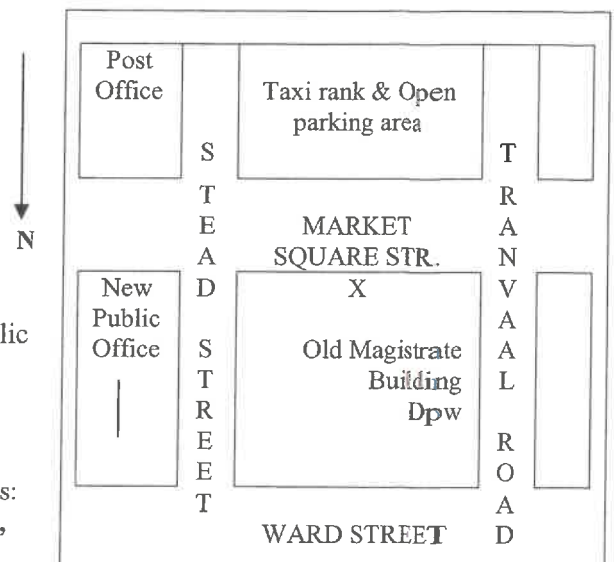 Post
Office
Taxi rank & Open
parking area
STEAD STREET
TRANVAAL ROAD
N
MARKET
SQUARE STR.
X
New
Public
Office
Old Magistrate
Building
Dpw
lic
s:
,
WARD STREET